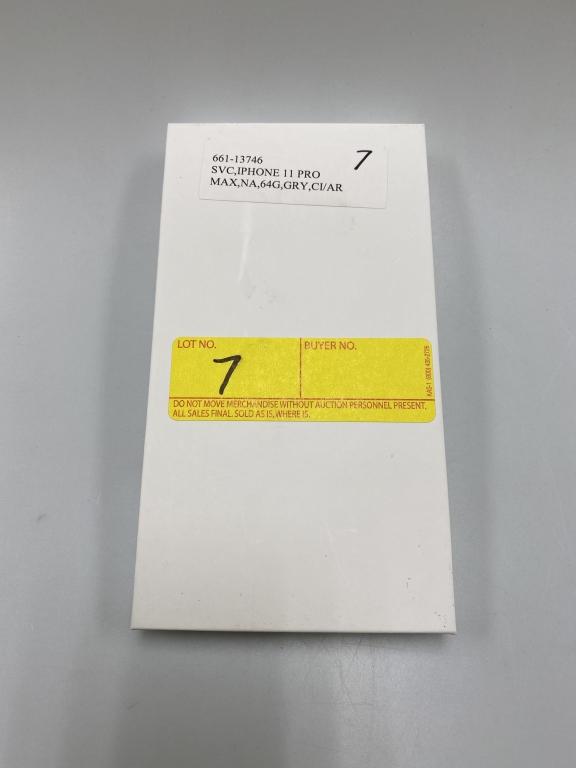 661-13746 7
SVC,IPHONE 11 PRO
MAX,NA,64G,GRY,CI/AR
LOT NO. BUYER NO.
7
DO NOT MOVE MERCHANDISE WITHOUT AUCTION PERSONNEL PRESENT.
ALL SALES FINAL. SOLD AS IS, WHERE IS.